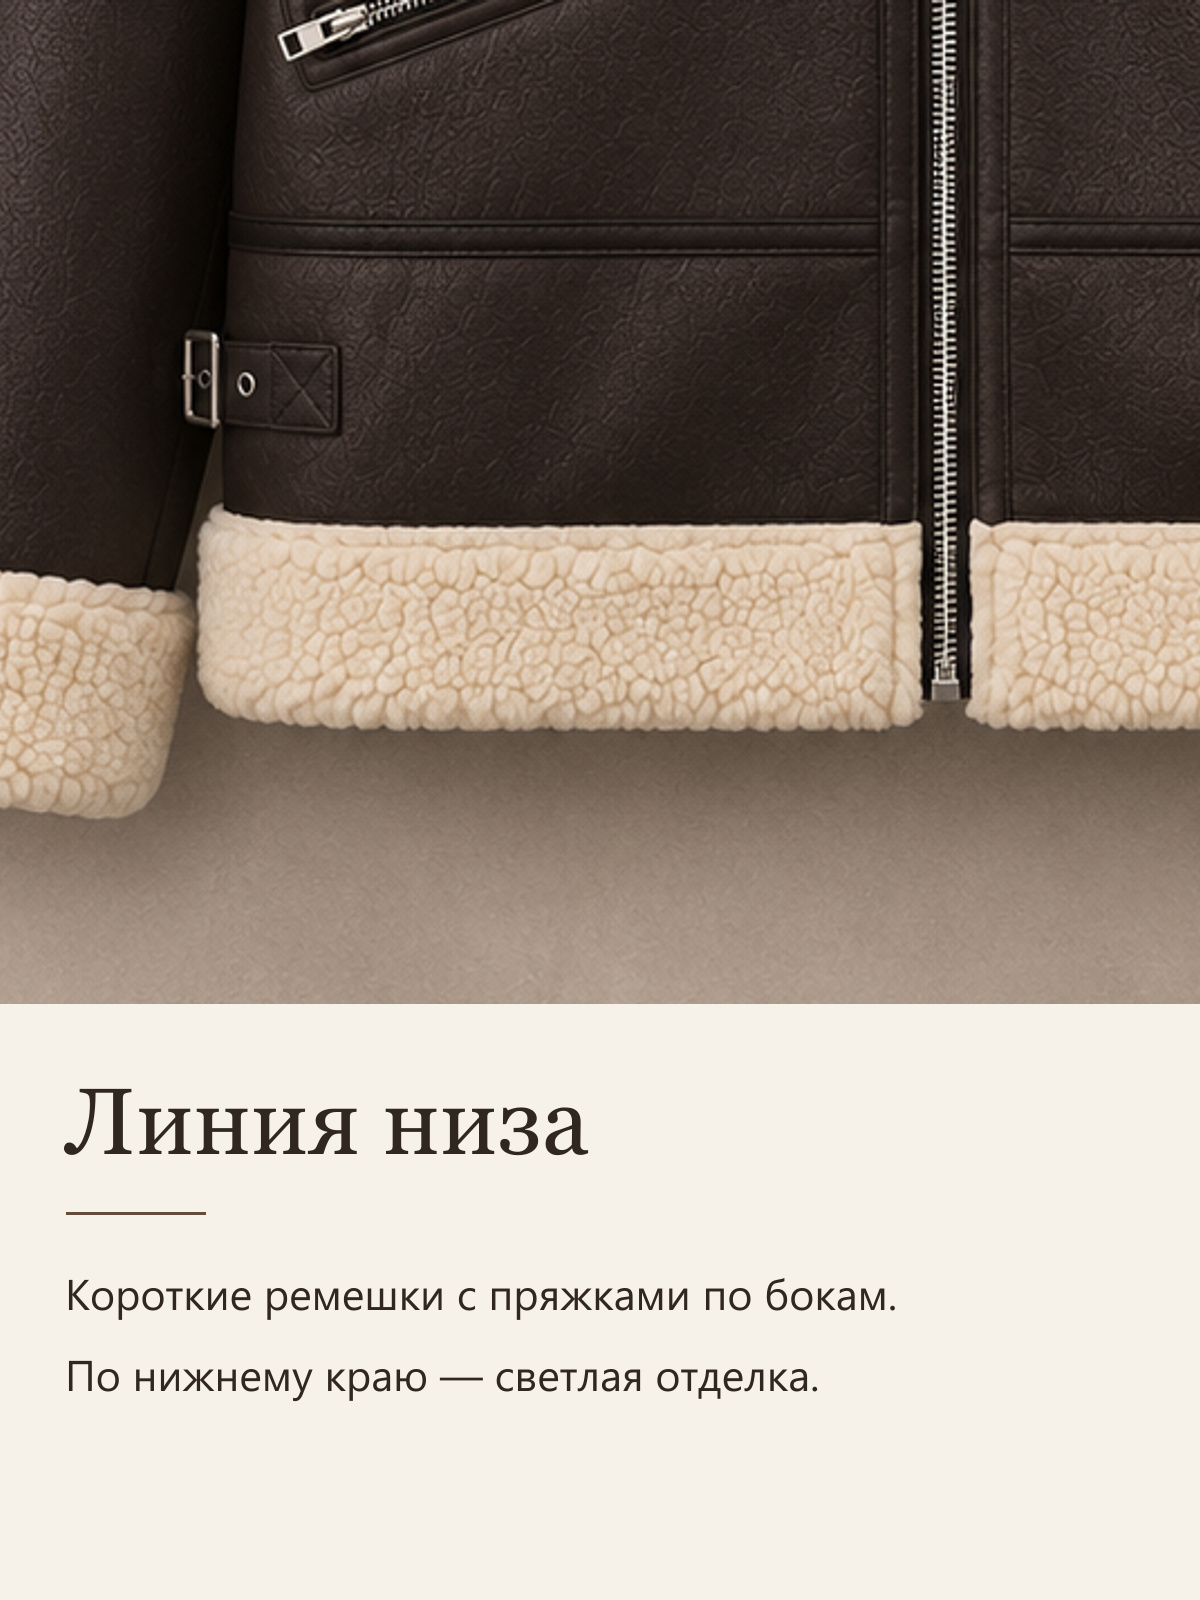 Линия низа
Короткие ремешки с пряжками по бокам.
По нижнему краю — светлая отделка.